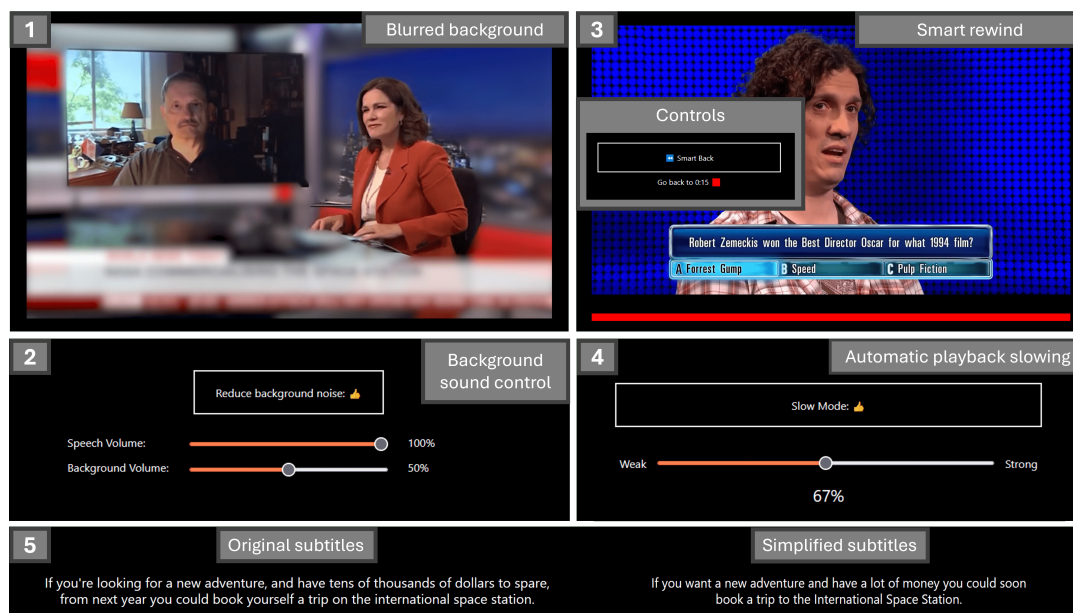 1
Blurred background
3
Smart rewind
Controls
Smart Back
Go back to 0:15
Robert Zemeckis won the Best Director Oscar for what 1994 film?
A Forrest Gump
B Speed
C Pulp Fiction
2
Background
sound control
Reduce background noise: 👍
Speech Volume:
100%
Background Volume:
50%
4
Automatic playback slowing
Slow Mode: 👍
Weak
Strong
67%
5
Original subtitles
If you're looking for a new adventure, and have tens of thousands of dollars to spare,
from next year you could book yourself a trip on the international space station.
Simplified subtitles
If you want a new adventure and have a lot of money you could soon
book a trip to the International Space Station.